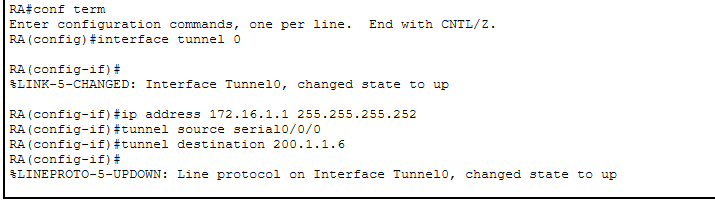 RA#conf term
Enter configuration commands, one per line.  End with CNTL/Z.
RA(config)#interface tunnel 0
RA(config-if)#
%LINK-5-CHANGED: Interface Tunnel0, changed state to up
RA(config-if)#ip address 172.16.1.1 255.255.255.252
RA(config-if)#tunnel source serial0/0/0
RA(config-if)#tunnel destination 200.1.1.6
RA(config-if)#
%LINEPROTO-5-UPDOWN: Line protocol on Interface Tunnel0, changed state to up